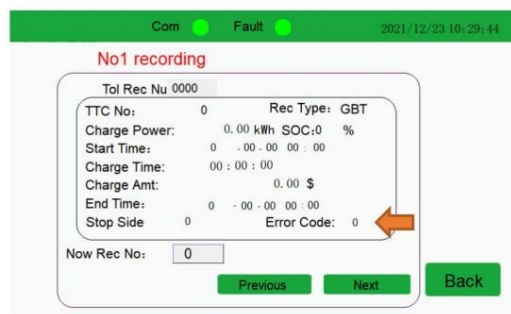 Com Fault 2021/12/23 10:29:44
No1 recording
Tol Rec Nu 0000
TTC No: 0 Rec Type: GBT
Charge Power: 0.00 kWh SOC:0 %
Start Time: 0 -00-00 00:00
Charge Time: 00:00:00
Charge Amt: 0.00 $
End Time: 0 -00-00 00:00
Stop Side 0 Error Code: 0
Now Rec No: 0
Previous Next Back